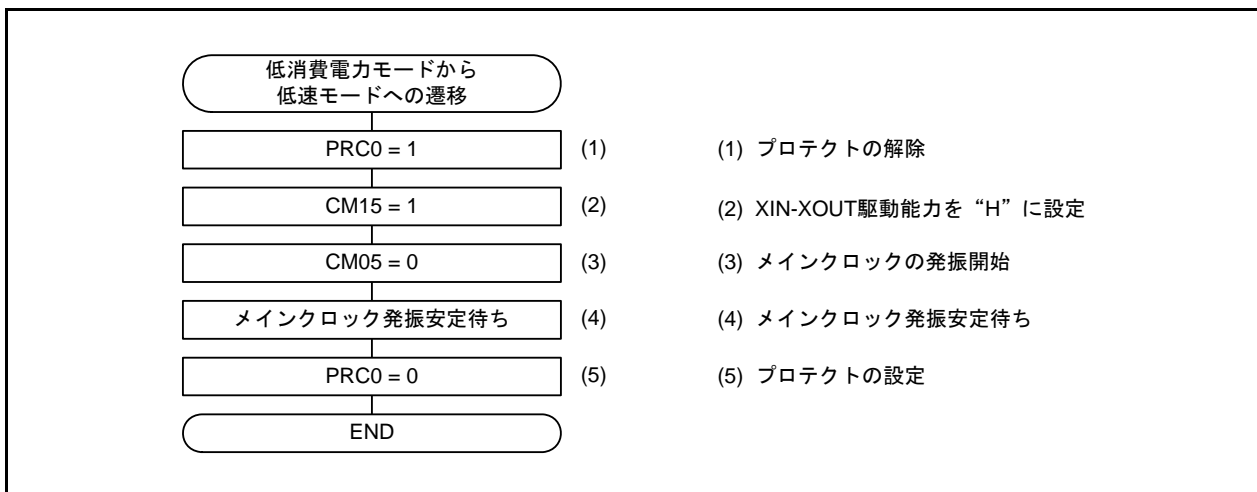 低消費電力モードから
低速モードへの遷移
PRC0 = 1 (1) (1) プロテクトの解除
CM15 = 1 (2) (2) XIN-XOUT駆動能力を“H”に設定
CM05 = 0 (3) (3) メインクロックの発振開始
メインクロック発振安定待ち (4) (4) メインクロック発振安定待ち
PRC0 = 0 (5) (5) プロテクトの設定
END